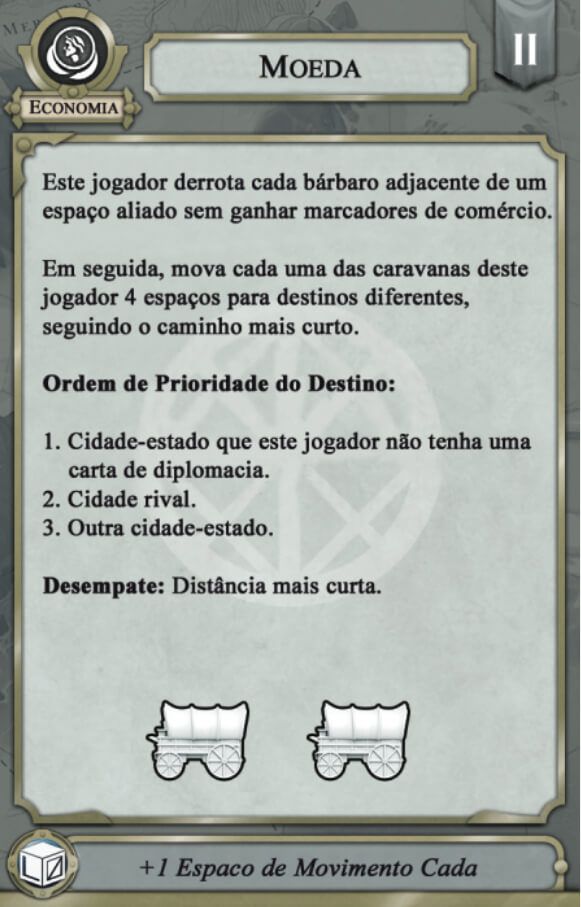 MOEDA
II
ECONOMIA
Este jogador derrota cada bárbaro adjacente de um
espaço aliado sem ganhar marcadores de comércio.
Em seguida, mova cada uma das caravanas deste
jogador 4 espaços para destinos diferentes,
seguindo o caminho mais curto.
Ordem de Prioridade do Destino:
1. Cidade-estado que este jogador não tenha uma
carta de diplomacia.
2. Cidade rival.
3. Outra cidade-estado.
Desempate: Distância mais curta.
+1 Espaco de Movimento Cada